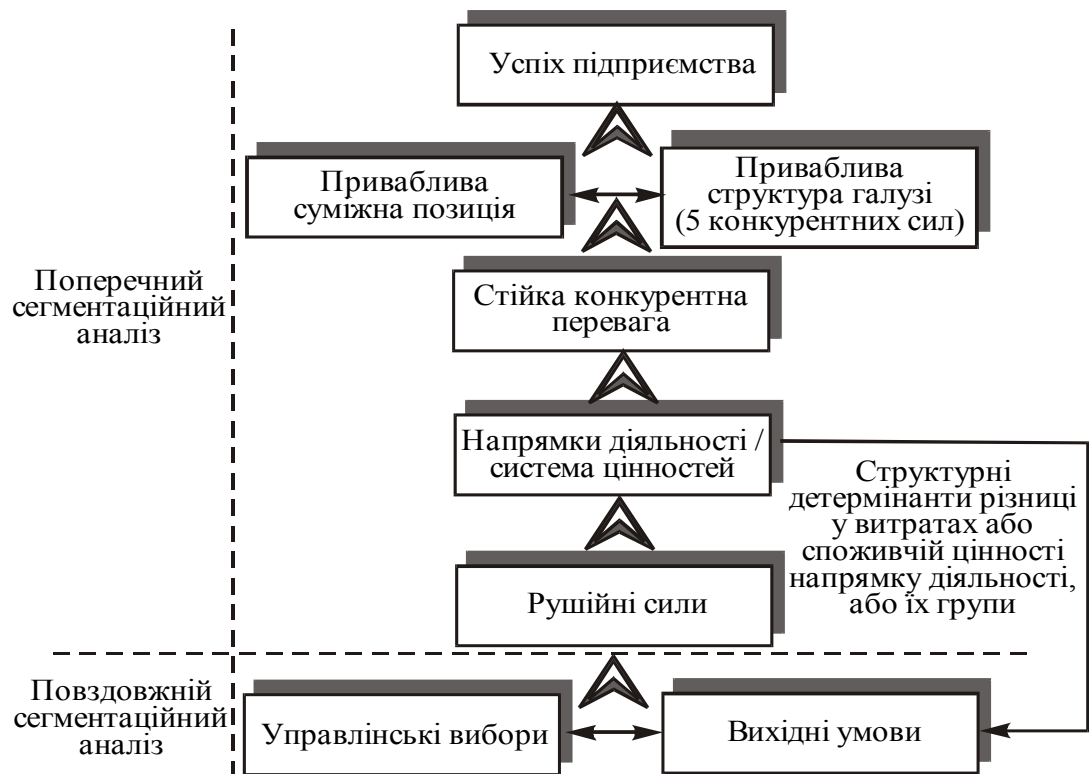 Успіх підприємства
Приваблива
суміжна позиція
Приваблива
структура галузі
(5 конкурентних сил)
Поперечний
сегментаційний
аналіз
Стійка конкурентна
перевага
Напрямки діяльності /
система цінностей
Структурні
детермінанти різниці
у витратах або
споживчій цінності
напрямку діяльності,
або їх групи
Рушійні сили
Повздовжній
сегментаційний
аналіз
Управлінські вибори
Вихідні умови